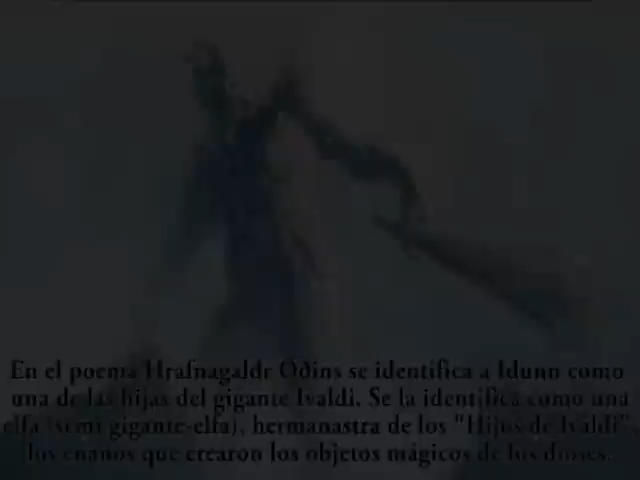 En el poema Hrafnagaldr Óðins se identifica a Idunn como
una de las hijas del gigante Ivaldi. Se la identifica como una
elfa (semi gigante-elfa), hermanastra de los "Hijos de Ivaldi",
los enanos que crearon los objetos mágicos de los dioses.